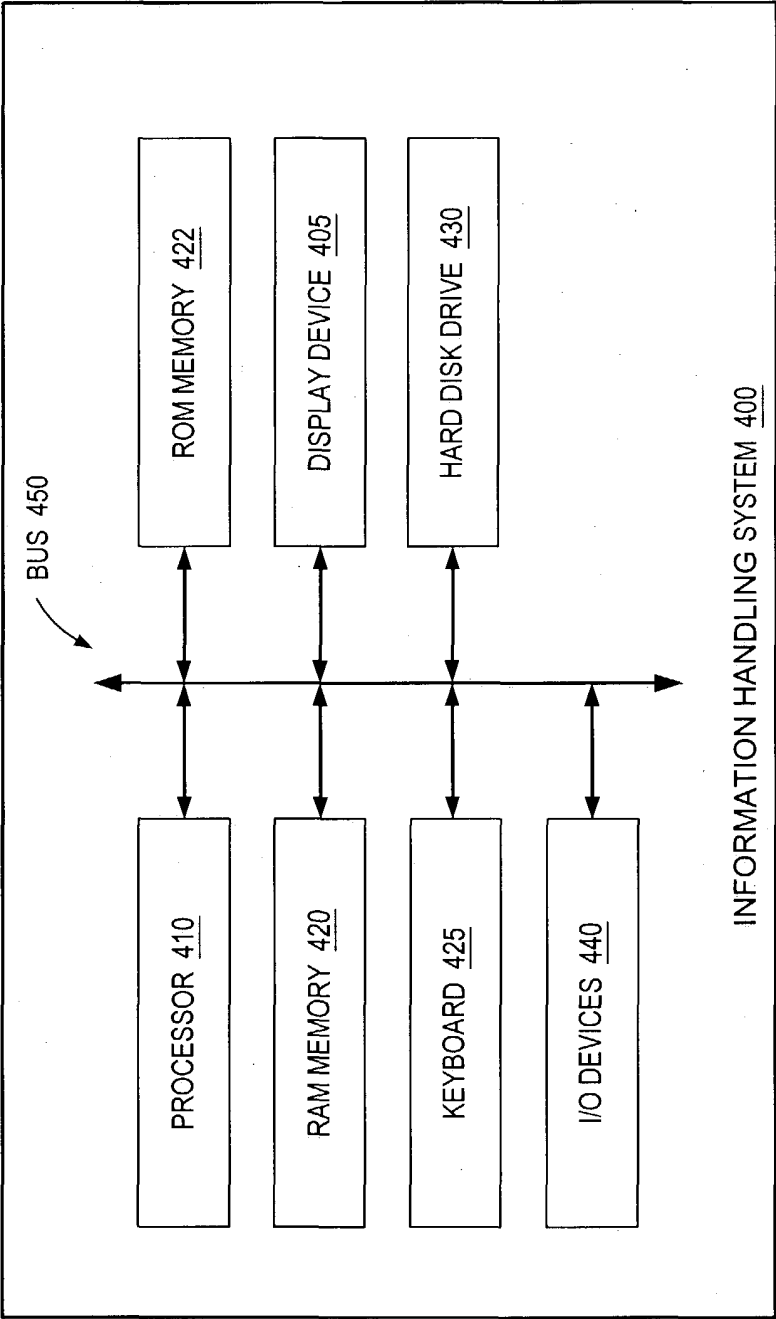 BUS 450
PROCESSOR 410
ROM MEMORY 422
RAM MEMORY 420
DISPLAY DEVICE 405
KEYBOARD 425
HARD DISK DRIVE 430
I/O DEVICES 440
INFORMATION HANDLING SYSTEM 400